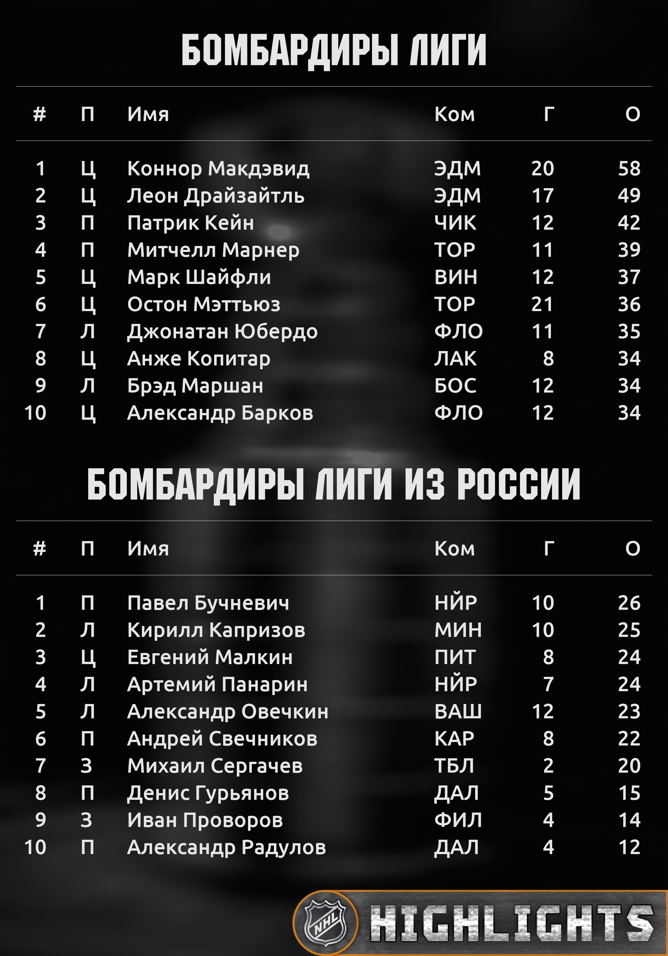 БОМБАРДИРЫ ЛИГИ
# П Имя Ком Г О
1 Ц Коннор Макдэвид ЭДМ 20 58
2 Ц Леон Драйзайтль ЭДМ 17 49
3 П Патрик Кейн ЧИК 12 42
4 П Митчелл Марнер ТОР 11 39
5 Ц Марк Шайфли ВИН 12 37
6 Ц Остон Мэттьюз ТОР 21 36
7 Л Джонатан Юбердо ФЛО 11 35
8 Ц Анже Копитар ЛАК 8 34
9 Л Брэд Маршан БОС 12 34
10 Ц Александр Барков ФЛО 12 34
БОМБАРДИРЫ ЛИГИ ИЗ РОССИИ
# П Имя Ком Г О
1 П Павел Бучневич НЙР 10 26
2 Л Кирилл Капризов МИН 10 25
3 Ц Евгений Малкин ПИТ 8 24
4 Л Артемий Панарин НЙР 7 24
5 Л Александр Овечкин ВАШ 12 23
6 П Андрей Свечников КАР 8 22
7 З Михаил Сергачев ТБЛ 2 20
8 П Денис Гурьянов ДАЛ 5 15
9 З Иван Проворов ФИЛ 4 14
10 П Александр Радулов ДАЛ 4 12
NHL HIGHLIGHTS